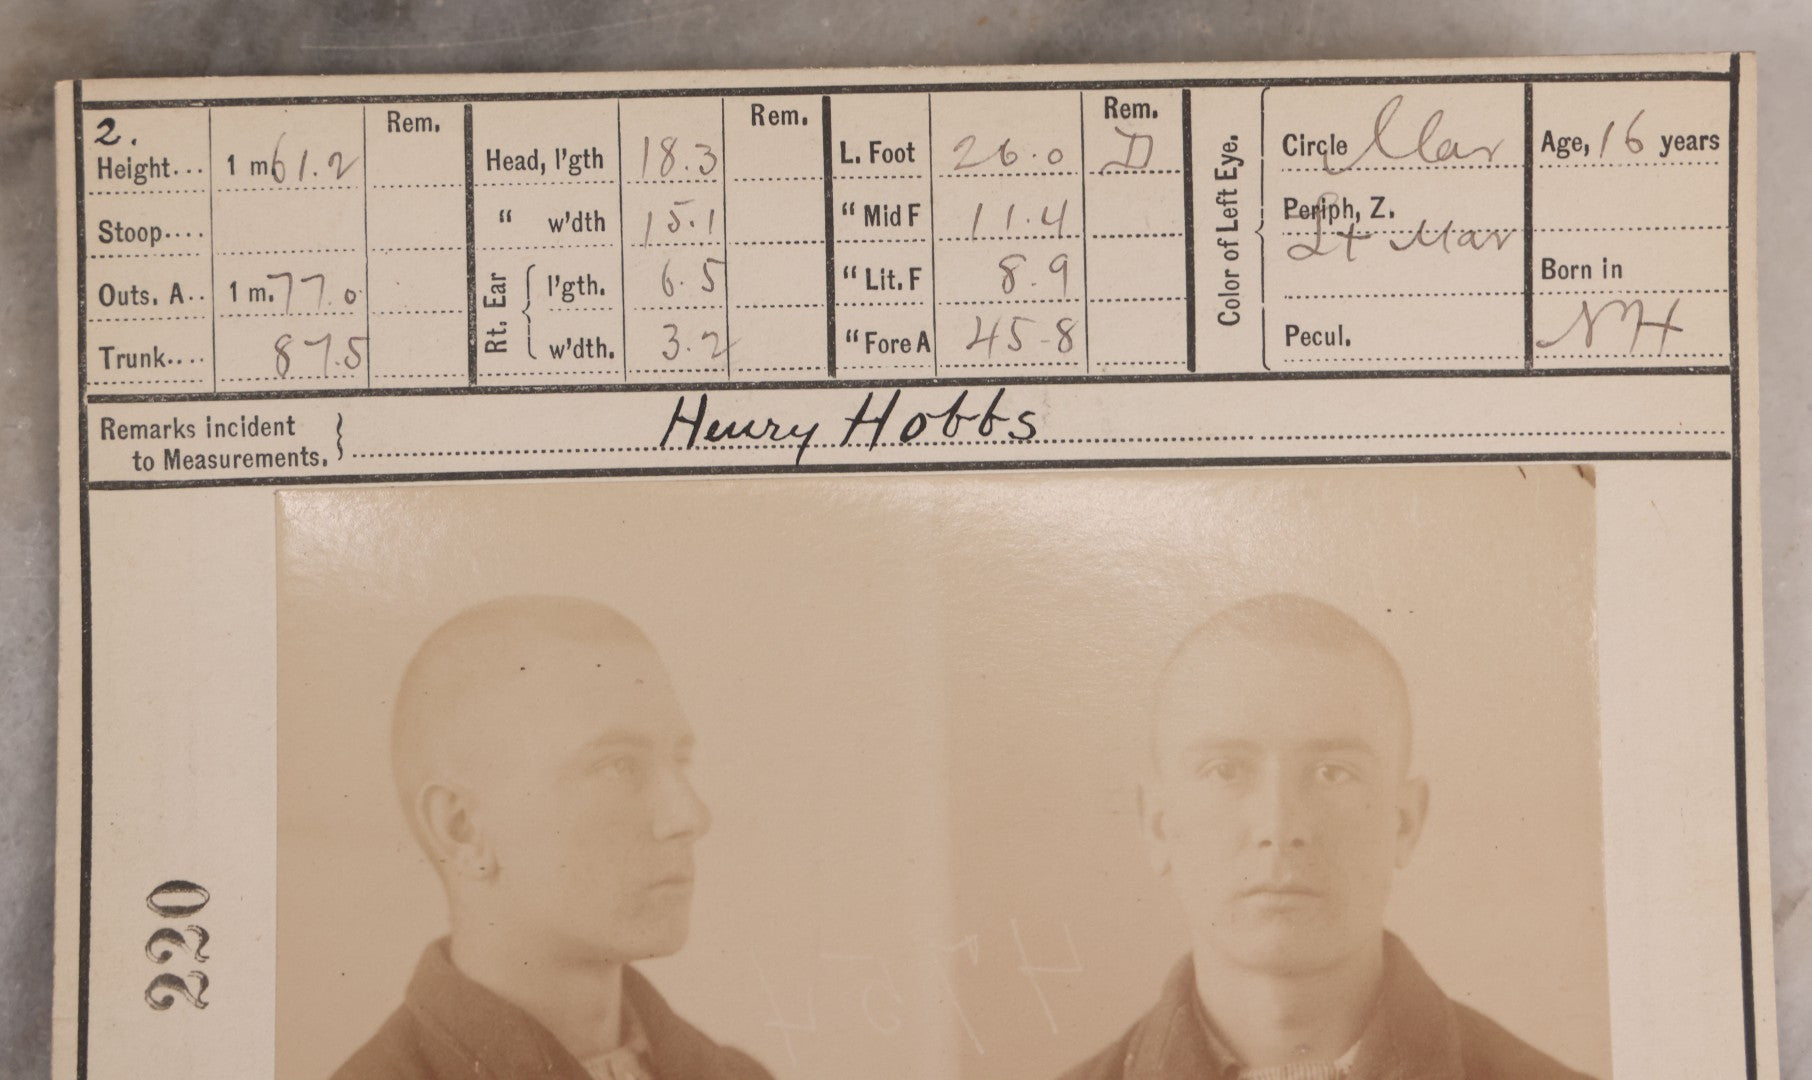 2. Rem. Rem. Rem.
Height... 1 m 61.2 Head, l'gth 18.3 L. Foot 26.0 D Circle Age, 16 years
Stoop.... " w'dth 15.1 " Mid F 11.4 Periph, Z. Lt Mar
Outs. A.. 1 m. 77.0 Rt. Ear l'gth. 6.5 " Lit. F 8.9 Color of Left Eye. Born in
Trunk.... 87.5 w'dth. 3.2 " Fore A 45-8 Pecul. NH
Remarks incident
to Measurements. Henry Hobbs
220